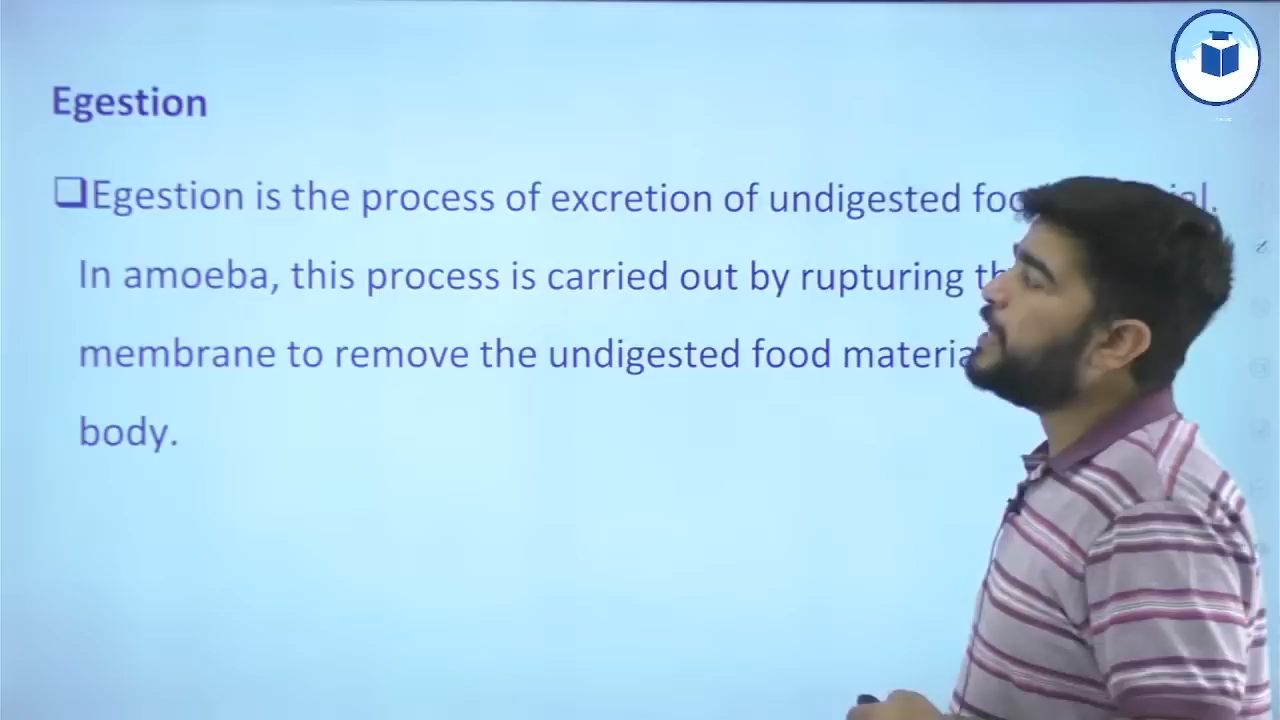 Egestion
❑Egestion is the process of excretion of undigested
In amoeba, this process is carried out by rupturing
membrane to remove the undigested food
body.